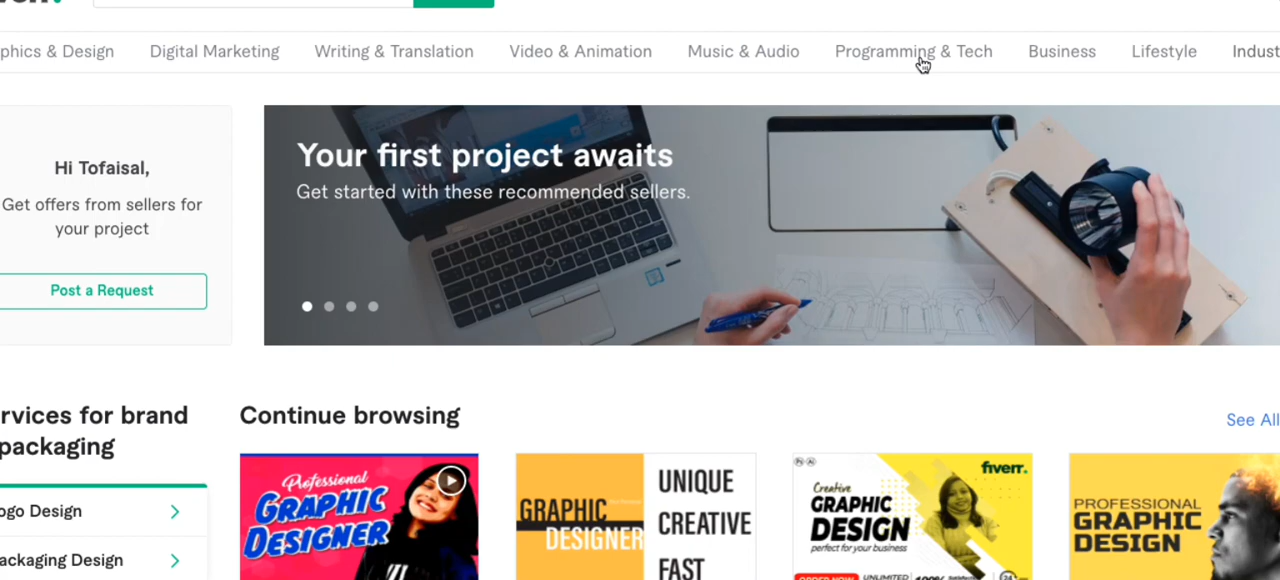 phics & Design Digital Marketing Writing & Translation Video & Animation Music & Audio Programming & Tech Business Lifestyle Indust
Hi Tofaisal,
Get offers from sellers for
your project
Post a Request
Your first project awaits
Get started with these recommended sellers.
rvices for brand
packaging
ogo Design
ackaging Design
Continue browsing
See All
Professional
GRAPHIC
DESIGNER
GRAPHIC
DESIGNER
UNIQUE
CREATIVE
FAST
Ps Ai
fiverr.
Creative
GRAPHIC
DESIGN
perfect for your business
ORDER NOW
UNLIMITED
100%
24
PROFESSIONAL
GRAPHIC
DESIGN